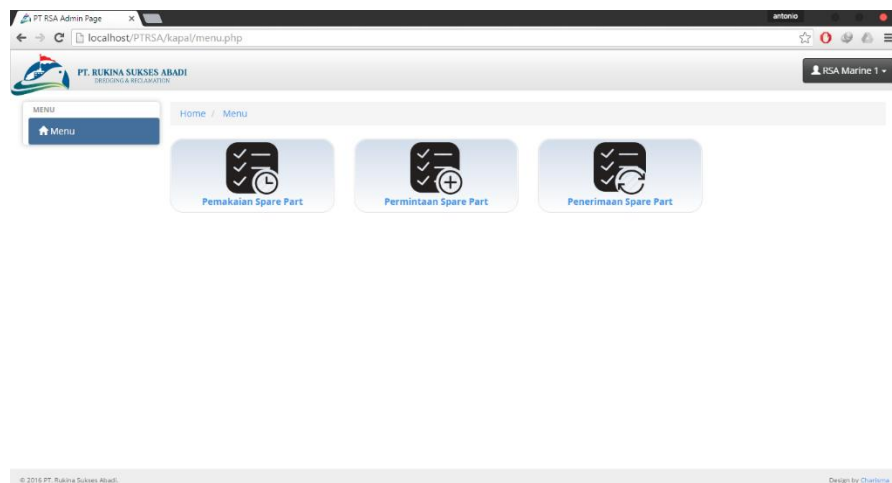 PT RSA Admin Page
antonio
localhost/PTRSA/kapal/menu.php
PT. RUKINA SUKSES ABADI
DREDGING & RECLAMATION
RSA Marine 1
MENU
Menu
Home / Menu
Pemakaian Spare Part
Permintaan Spare Part
Penerimaan Spare Part
© 2016 PT. Rukina Sukses Abadi.
Design by Charisma